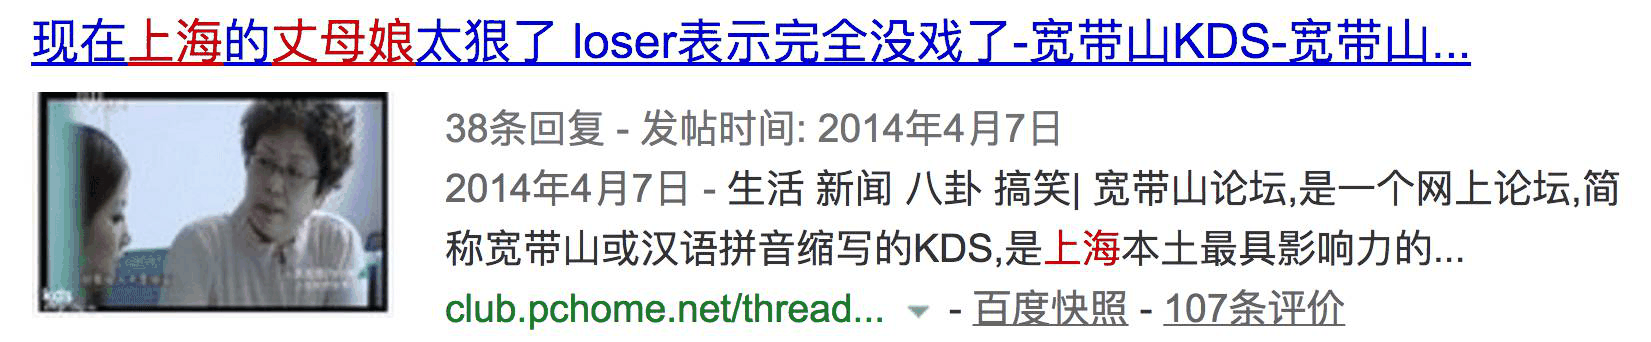 现在上海的丈母娘太狠了 loser表示完全没戏了-宽带山KDS-宽带山...
38条回复 - 发帖时间: 2014年4月7日
2014年4月7日 - 生活 新闻 八卦 搞笑| 宽带山论坛,是一个网上论坛,简
称宽带山或汉语拼音缩写的KDS,是上海本土最具影响力的...
club.pchome.net/thread... - 百度快照 - 107条评价
kds